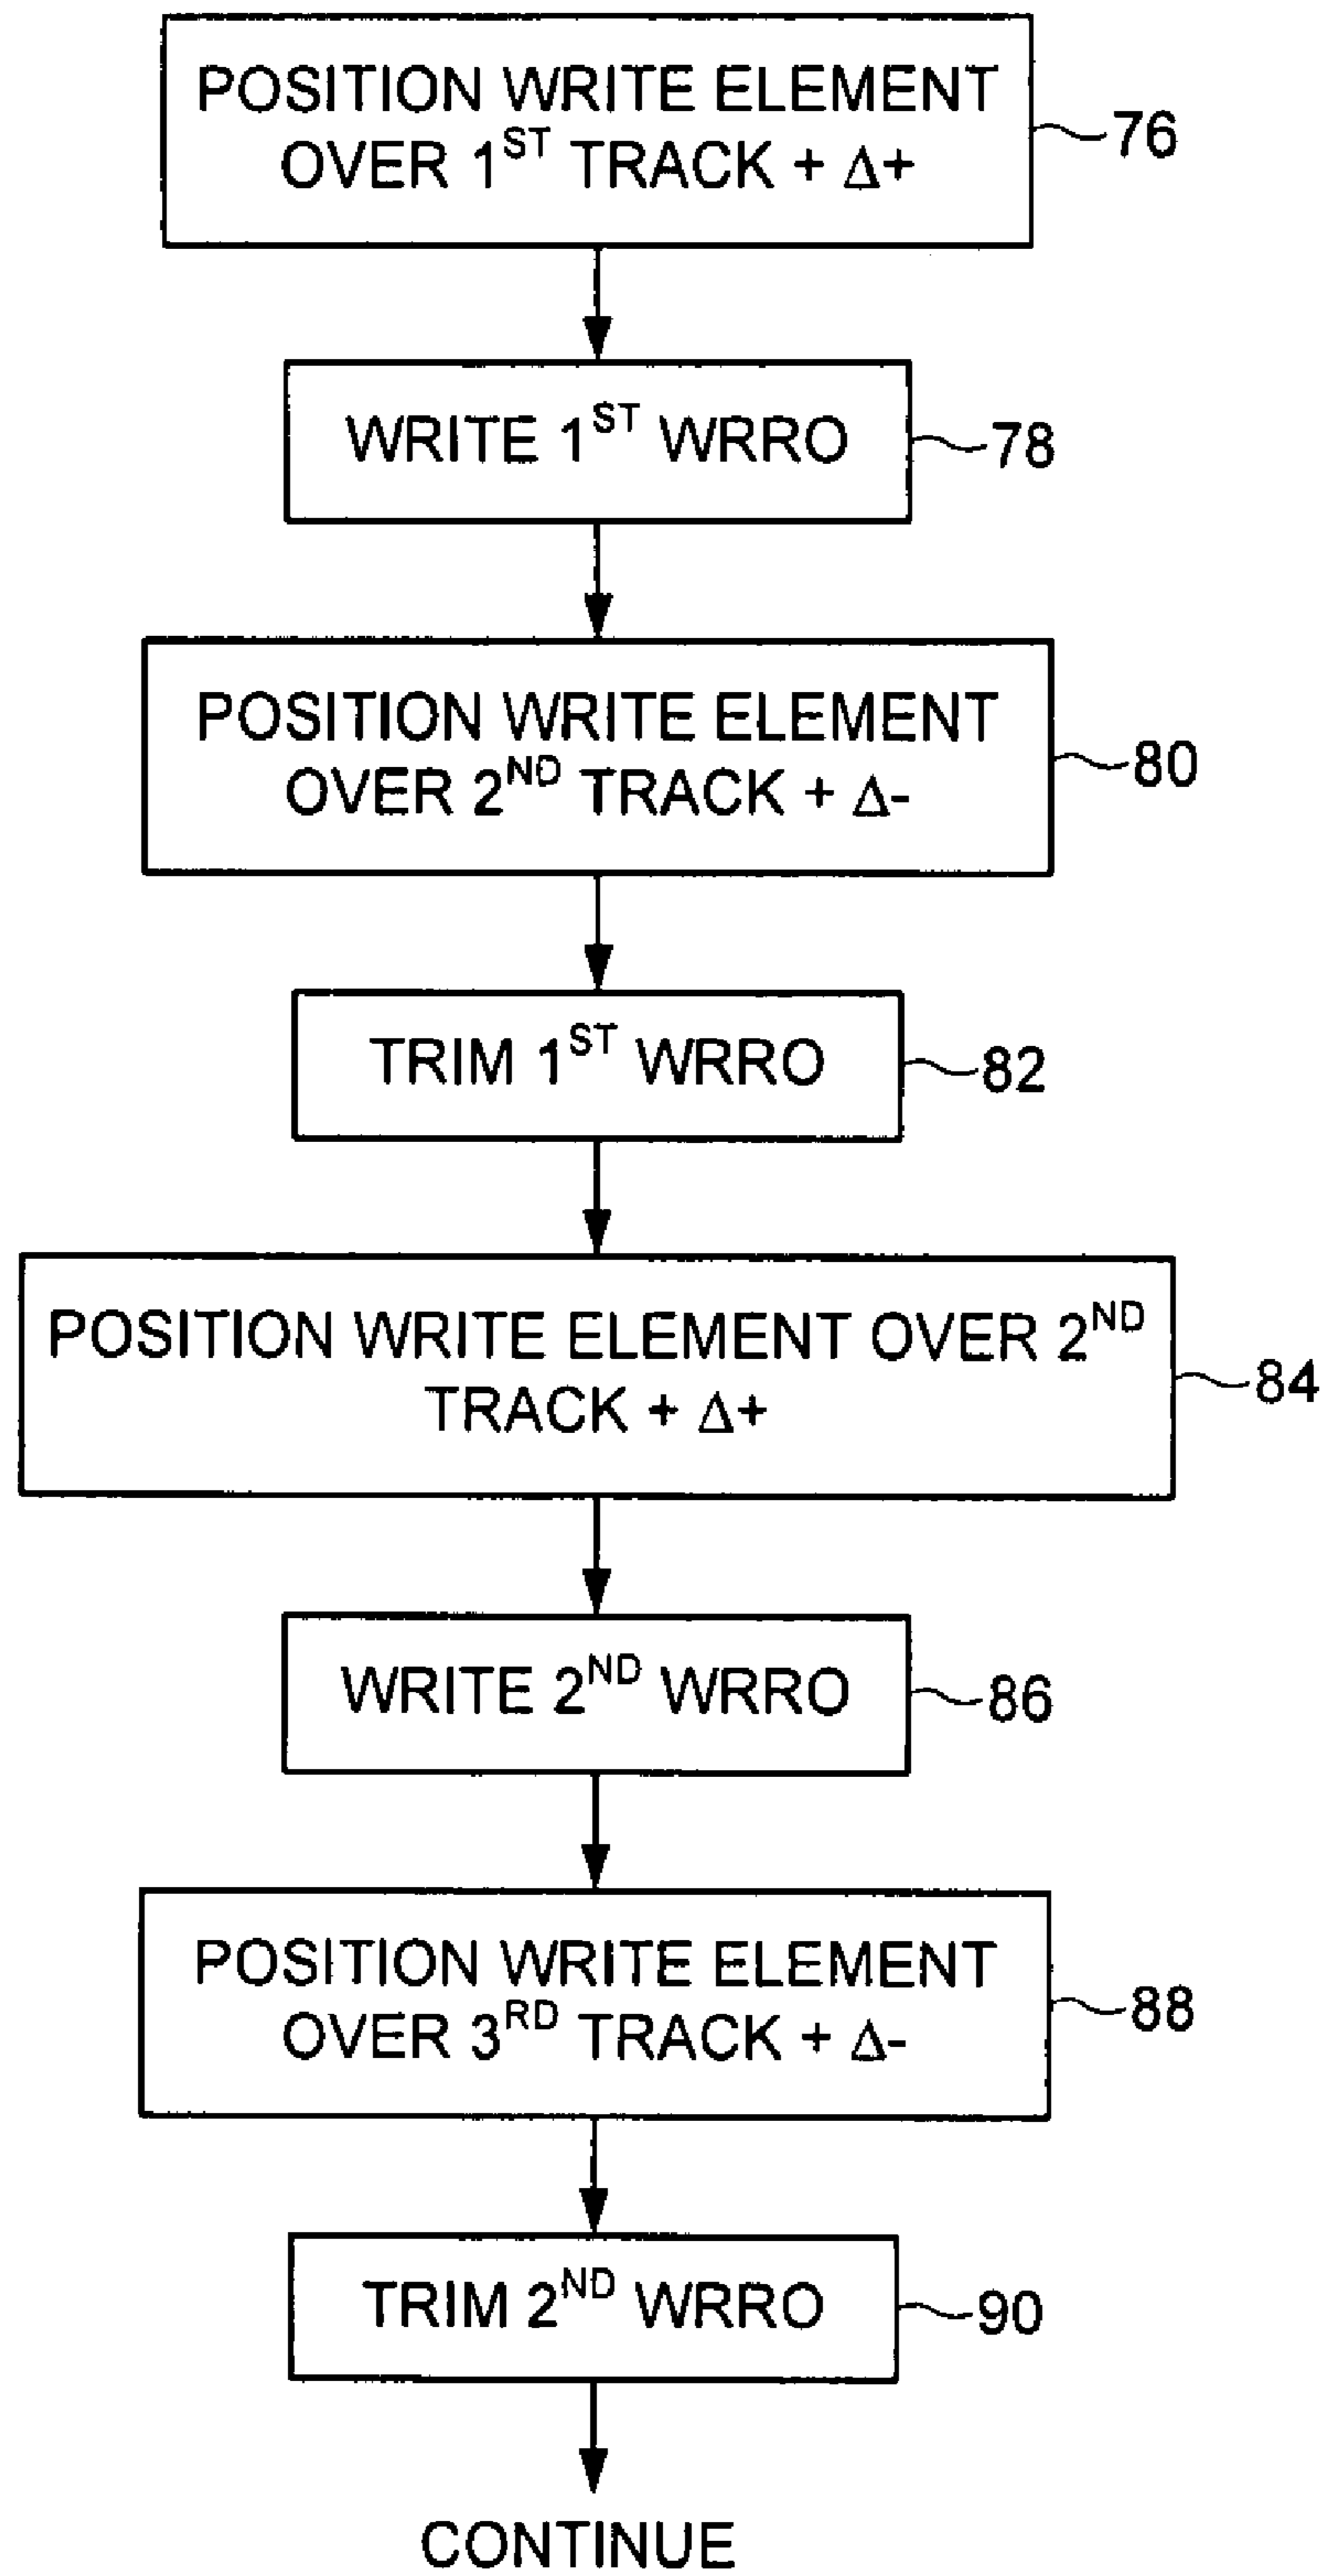 POSITION WRITE ELEMENT
OVER 1ST TRACK + Δ+
76
WRITE 1ST WRRO
78
POSITION WRITE ELEMENT
OVER 2ND TRACK + Δ-
80
TRIM 1ST WRRO
82
POSITION WRITE ELEMENT OVER 2ND
TRACK + Δ+
84
WRITE 2ND WRRO
86
POSITION WRITE ELEMENT
OVER 3RD TRACK + Δ-
88
TRIM 2ND WRRO
90
CONTINUE